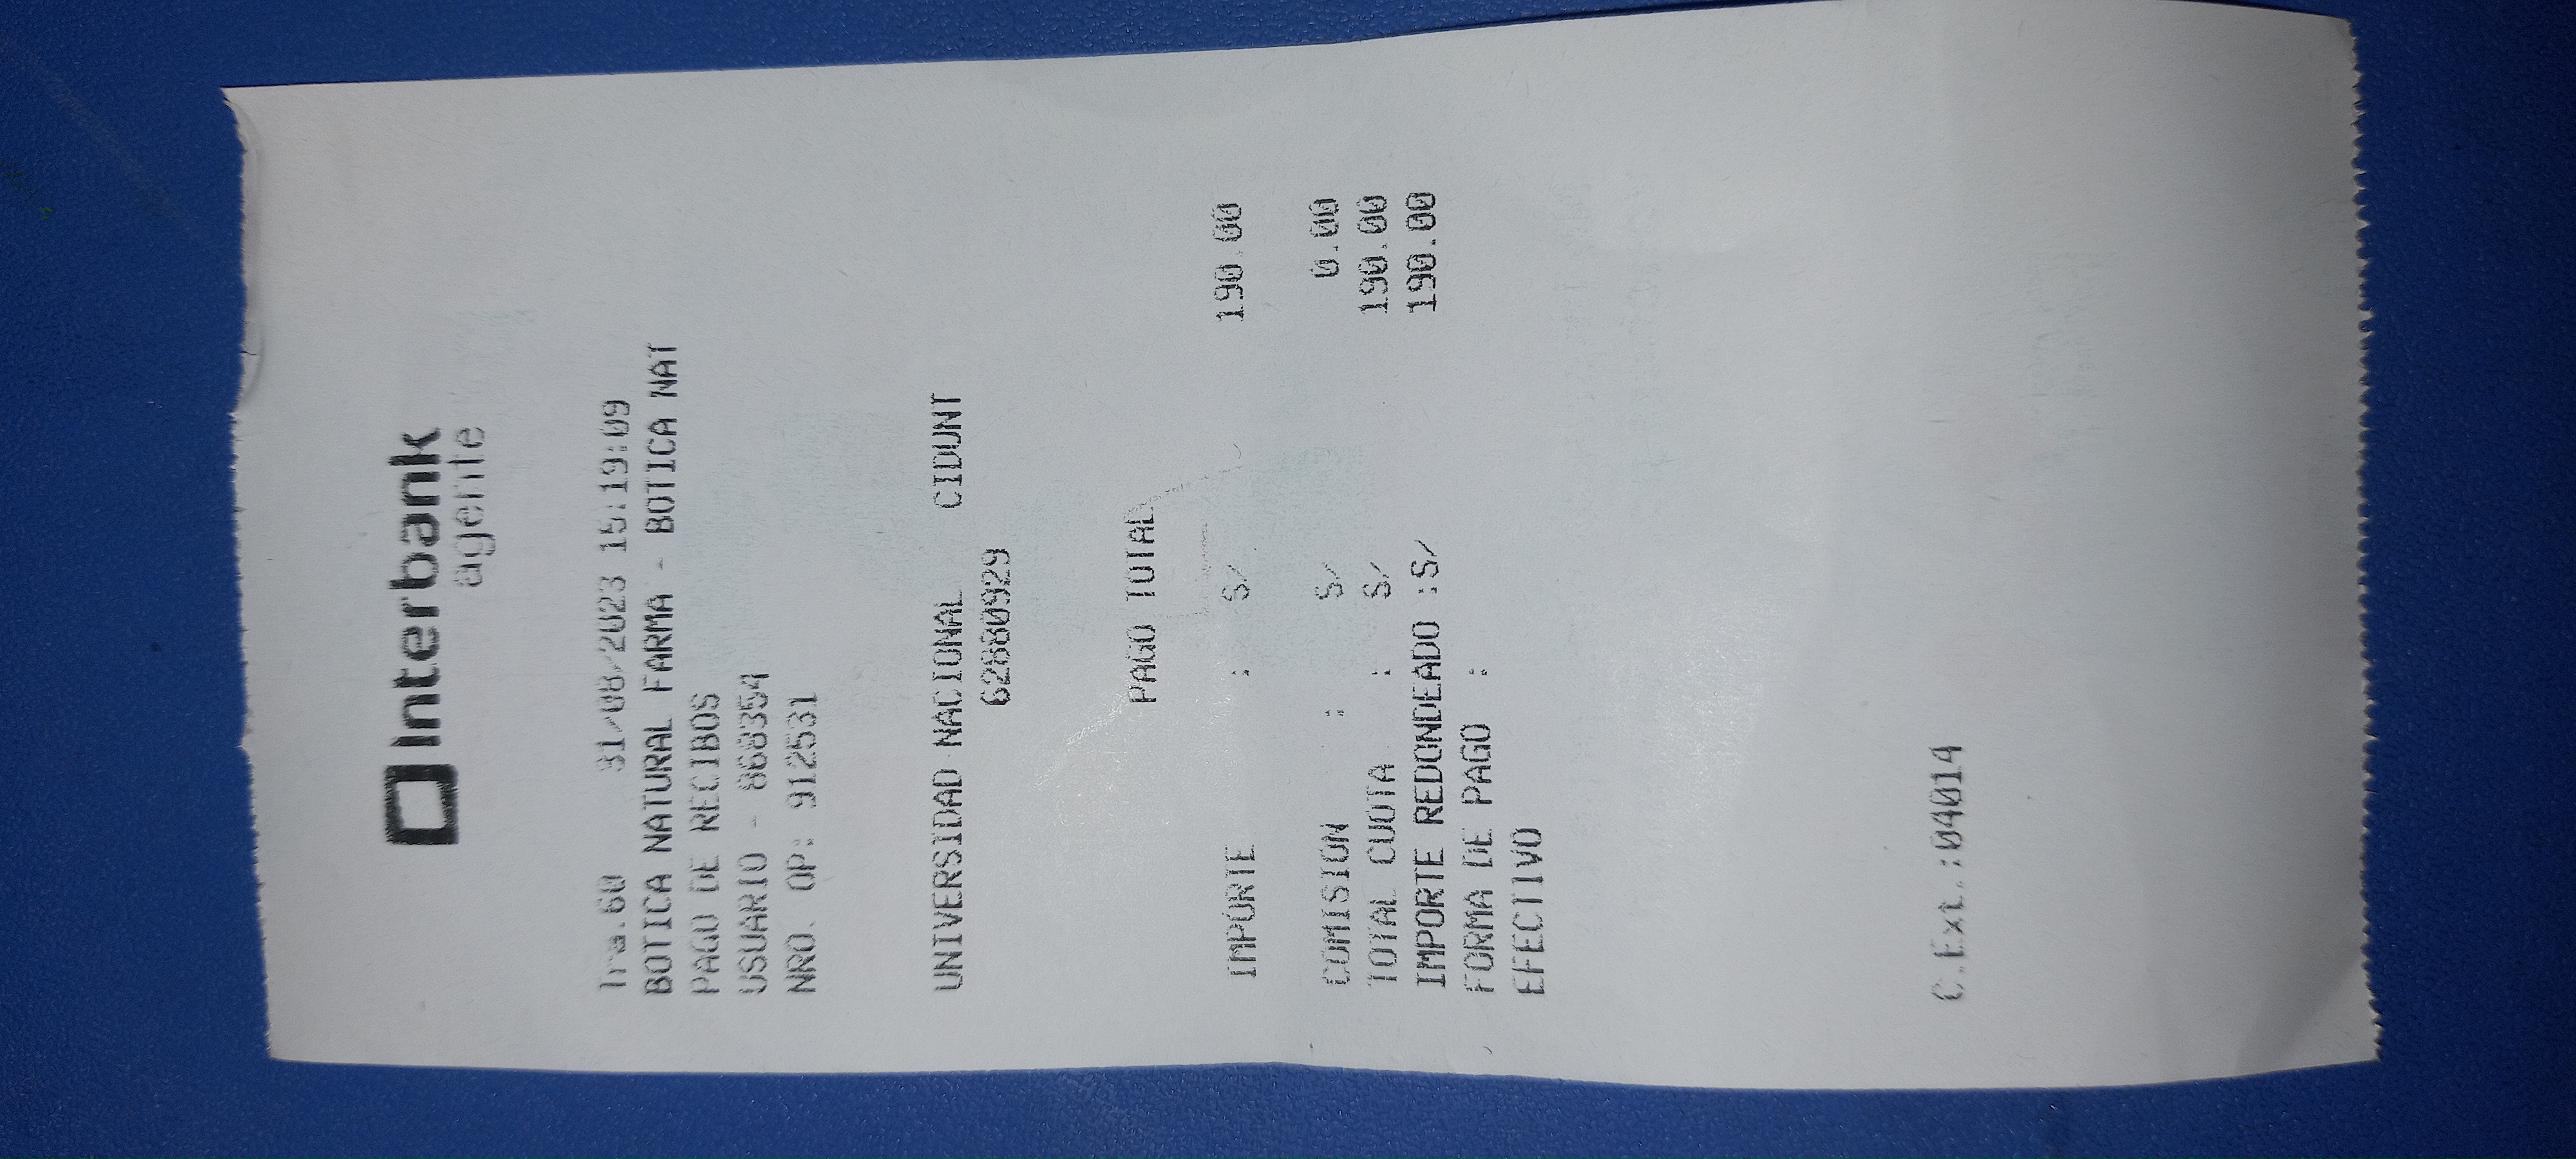 Interbank
agente
Tra.60 31/08/2023 15:19:09
BOTICA NATURAL FARMA - BOTICA NAT
PAGO DE RECIBOS
USUARIO - 868354
NRO. OP: 912531
UNIVERSIDAD NACIONAL CIDUNT
62880929
PAGO TOTAL
IMPORTE : S/ 190.00
COMISION : S/ 0.00
TOTAL CUOTA : S/ 190.00
IMPORTE REDONDEADO :S/ 190.00
FORMA DE PAGO :
EFECTIVO
C.Ext.:040014